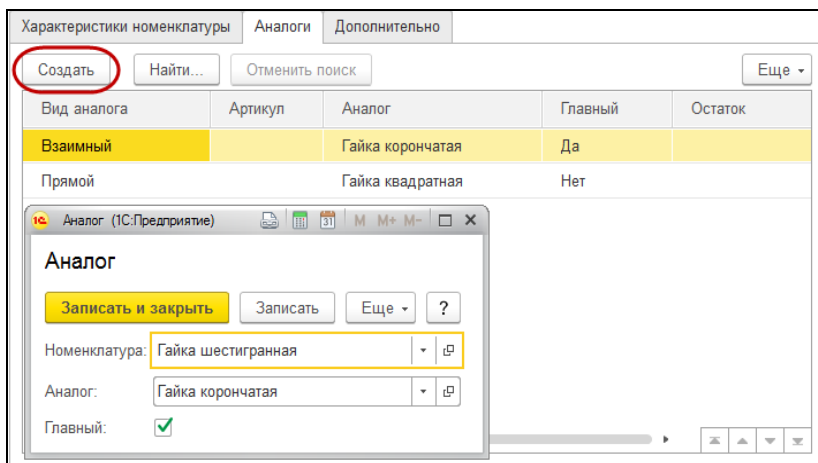 Характеристики номенклатуры Аналоги Дополнительно
Создать Найти... Отменить поиск Еще
Вид аналога Артикул Аналог Главный Остаток
Взаимный Гайка корончатая Да
Прямой Гайка квадратная Нет
1С Аналог (1С:Предприятие) 31 M M+ M-
Аналог
Записать и закрыть Записать Еще ?
Номенклатура: Гайка шестигранная
Аналог: Гайка корончатая
Главный: